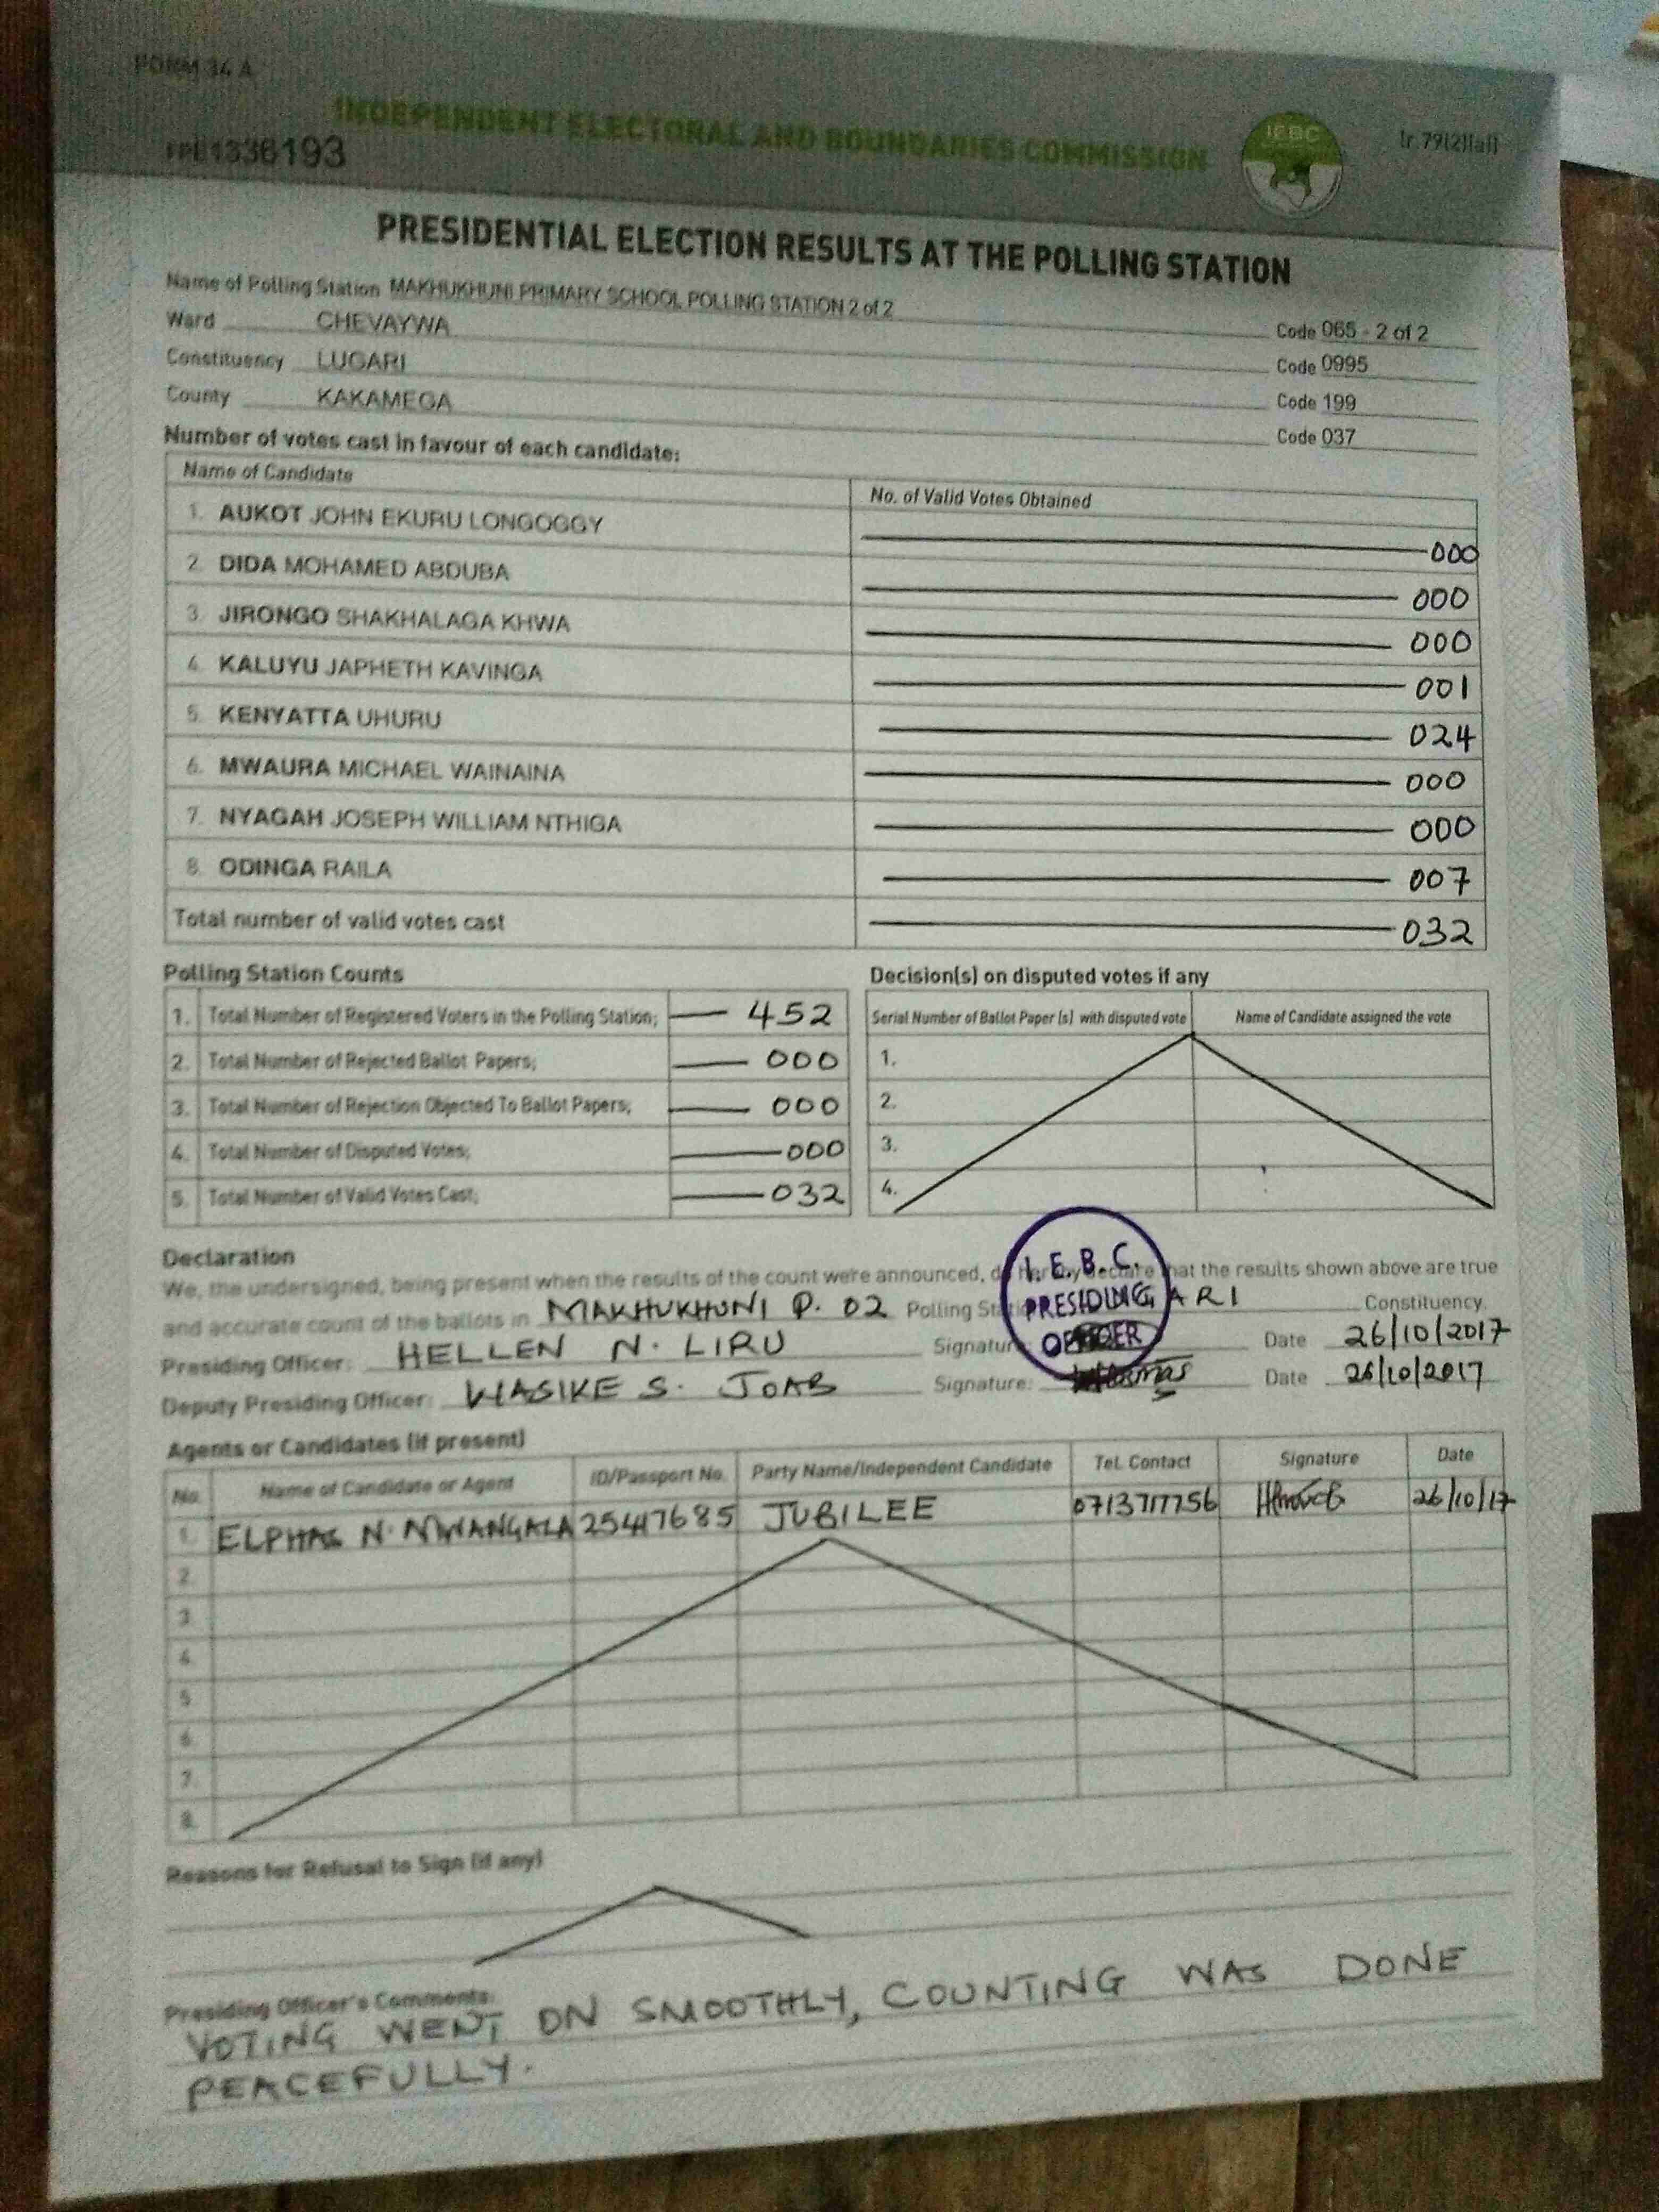 FORM 34 A
INDEPENDENT ELECTORAL AND BOUNDARIES COMMISSION
IEBC
[r.79(2)(a)]
1336193
PRESIDENTIAL ELECTION RESULTS AT THE POLLING STATION
Name of Polling Station MAKHUKHUNI PRIMARY SCHOOL POLLING STATION 2 of 2 Code 065 - 2 of 2
Ward CHEVAYWA Code 0995
Constituency LUGARI Code 199
County KAKAMEGA Code 037
Number of votes cast in favour of each candidate:
Name of Candidate No. of Valid Votes Obtained
1. AUKOT JOHN EKURU LONGOGGY 000
2. DIDA MOHAMED ABDUBA 000
3. JIRONGO SHAKHALAGA KHWA 000
4. KALUYU JAPHETH KAVINGA 001
5. KENYATTA UHURU 024
6. MWAURA MICHAEL WAINAINA 000
7. NYAGAH JOSEPH WILLIAM NTHIGA 000
8. ODINGA RAILA 007
Total number of valid votes cast 032
Polling Station Counts
1. Total Number of Registered Voters in the Polling Station; 452
2. Total Number of Rejected Ballot Papers; 000
3. Total Number of Rejection Objected To Ballot Papers; 000
4. Total Number of Disputed Votes; 000
5. Total Number of Valid Votes Cast; 032
Decision(s) on disputed votes if any
Serial Number of Ballot Paper (s) with disputed vote Name of Candidate assigned the vote
1.
2.
3.
4.
Declaration
We, the undersigned, being present when the results of the count were announced, do hereby declare that the results shown above are true
and accurate count of the ballots in MAKHUKHUNI P. 02 Polling ARI Constituency.
I. E. B. C.
PRESIDING
OFFICER
Presiding Officer: HELLEN N. LIRU Signature: Date 26/10/2017
Deputy Presiding Officer: WASIKE S. JOAB Signature: Date 26/10/2017
Agents or Candidates (if present)
No. Name of Candidate or Agent ID/Passport No. Party Name/Independent Candidate Tel. Contact Signature Date
1. ELPHAS N. 25417685 JUBILEE 0713717756 26/10/17
2.
3.
4.
5.
6.
7.
8.
Reasons for Refusal to Sign (if any)
Presiding Officer's Comments:
VOTING WENT ON SMOOTHLY, COUNTING WAS DONE
PEACEFULLY.